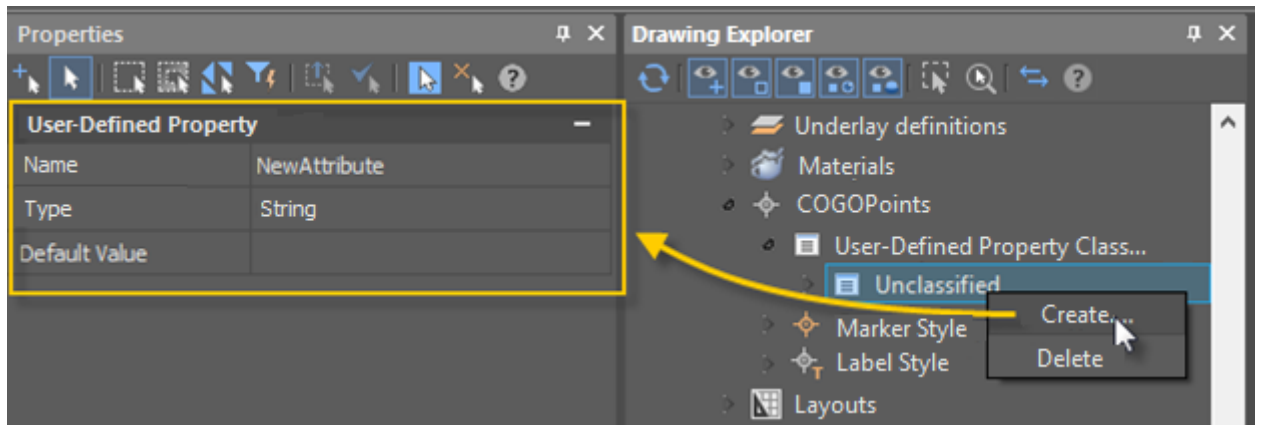 Properties
User-Defined Property
Name NewAttribute
Type String
Default Value
Drawing Explorer
Underlay definitions
Materials
COGOPoints
User-Defined Property Class...
Unclassified
Create...
Marker Style
Delete
T Label Style
Layouts